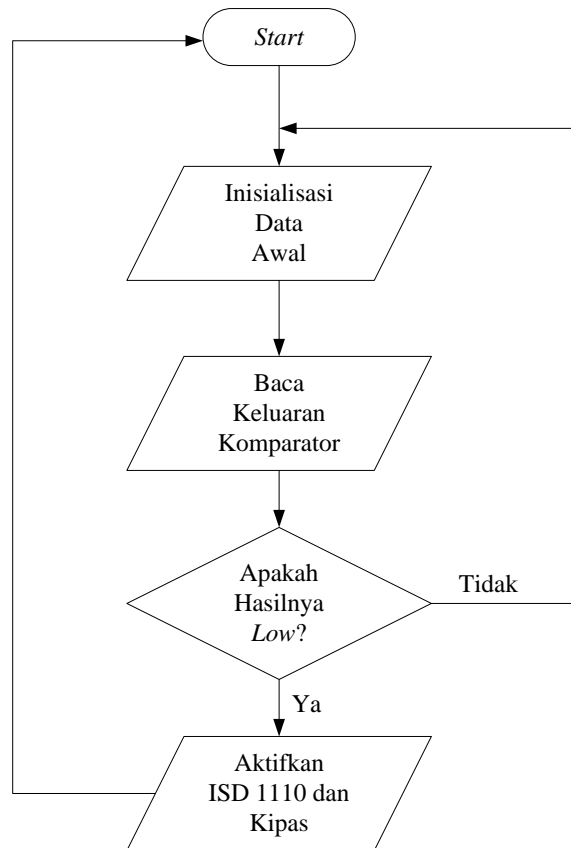 Start
Inisialisasi
Data
Awal
Baca
Keluaran
Komparator
Apakah
Hasilnya
Low?
Tidak
Ya
Aktifkan
ISD 1110 dan
Kipas